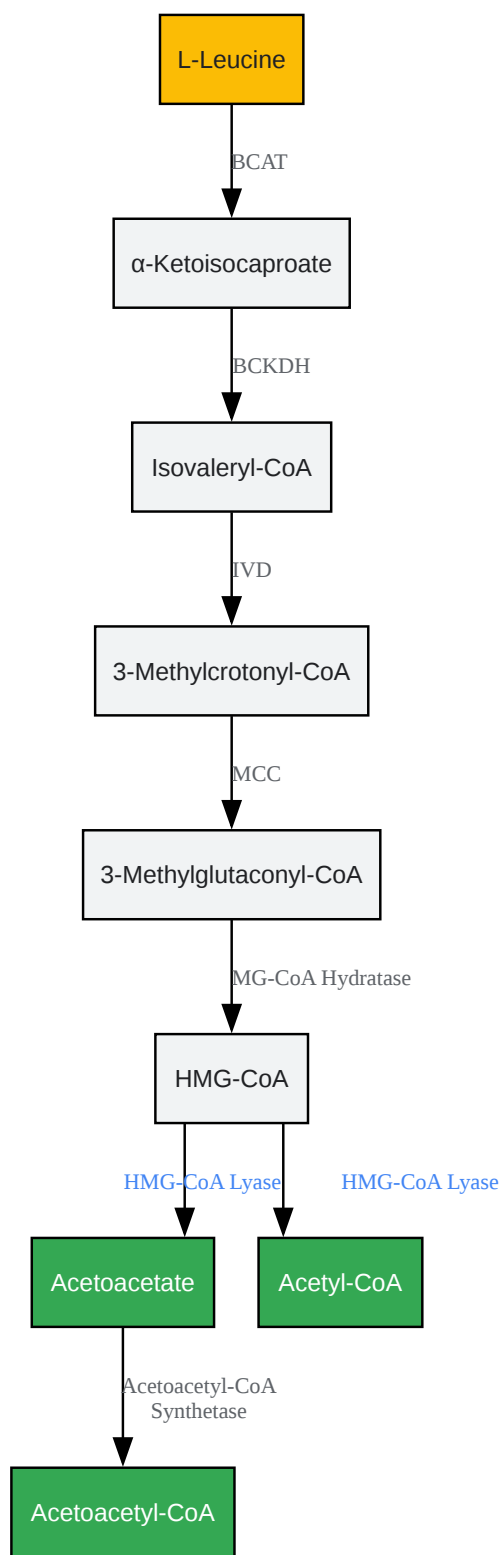 L-Leucine
BCAT
α-Ketoisocaproate
BCKDH
Isovaleryl-CoA
IVD
3-Methylcrotonyl-CoA
MCC
3-Methylglutaconyl-CoA
MG-CoA Hydratase
HMG-CoA
HMG-CoA Lyase
HMG-CoA Lyase
Acetoacetate
Acetyl-CoA
Acetoacetyl-CoA
Synthetase
Acetoacetyl-CoA